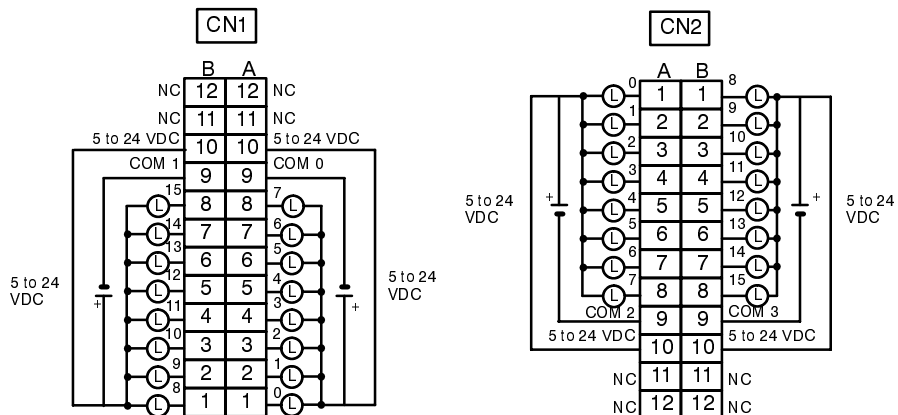 CN1
B A
NC 12 12 NC
NC 11 11 NC
5 to 24 VDC 10 10 5 to 24 VDC
COM 1 9 9 COM 0
15 L 8 8 L 7
14 L 7 7 L 6
13 L 6 6 L 5
12 L 5 5 L 4
11 L 4 4 L 3
10 L 3 3 L 2
9 L 2 2 L 1
8 L 1 1 L 0
5 to 24
VDC
+
+
5 to 24
VDC
CN2
A B
0 L 1 1 8 L
1 L 2 2 9 L
2 L 3 3 10 L
3 L 4 4 11 L
4 L 5 5 12 L
5 L 6 6 13 L
6 L 7 7 14 L
7 L 8 8 15 L
COM 2 9 9 COM 3
5 to 24 VDC 10 10 5 to 24 VDC
NC 11 11 NC
NC 12 12 NC
5 to 24
VDC
+
+
5 to 24
VDC